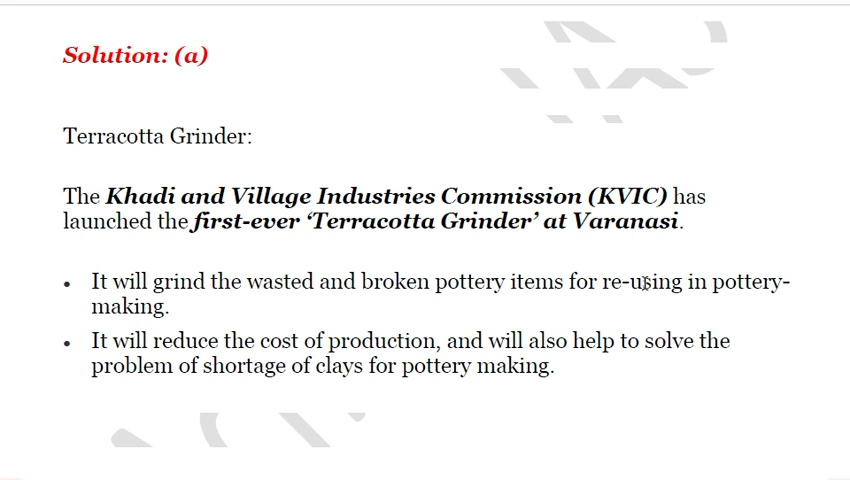 Solution: (a)
Terracotta Grinder:
The Khadi and Village Industries Commission (KVIC) has
launched the first-ever ‘Terracotta Grinder’ at Varanasi.
• It will grind the wasted and broken pottery items for re-using in pottery-
making.
• It will reduce the cost of production, and will also help to solve the
problem of shortage of clays for pottery making.